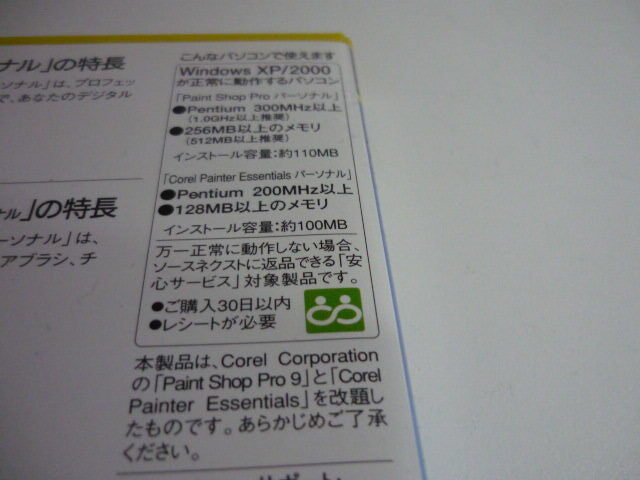 こんなパソコンで使えます
Windows XP/2000
が正常に動作するパソコン
「Paint Shop Pro パーソナル」
●Pentium 300MHz以上
(1.0GHz以上推奨)
●256MB以上のメモリ
(512MB以上推奨)
インストール容量:約110MB
「Corel Painter Essentials パーソナル」
●Pentium 200MHz以上
●128MB以上のメモリ
インストール容量:約100MB
万一正常に動作しない場合、
ソースネクストに返品できる「安
心サービス」対象製品です。
●ご購入30日以内
●レシートが必要
本製品は、Corel Corporation
の「Paint Shop Pro 9」と「Corel
Painter Essentials」を改題し
たものです。あらかじめご了承
ください。
ナル」の特長
ソナル」は、プロフェッ
で、あなたのデジタル
ナル」の特長
ーソナル」は、
アブラシ、チ